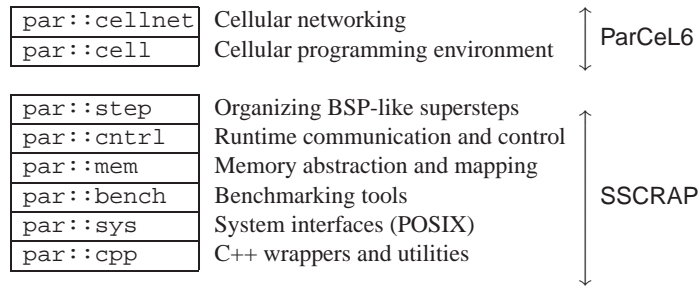 par::cellnet Cellular networking
par::cell Cellular programming environment
ParCeL6
par::step Organizing BSP-like supersteps
par::cntrl Runtime communication and control
par::mem Memory abstraction and mapping
par::bench Benchmarking tools
par::sys System interfaces (POSIX)
par::cpp C++ wrappers and utilities
SSCRAP